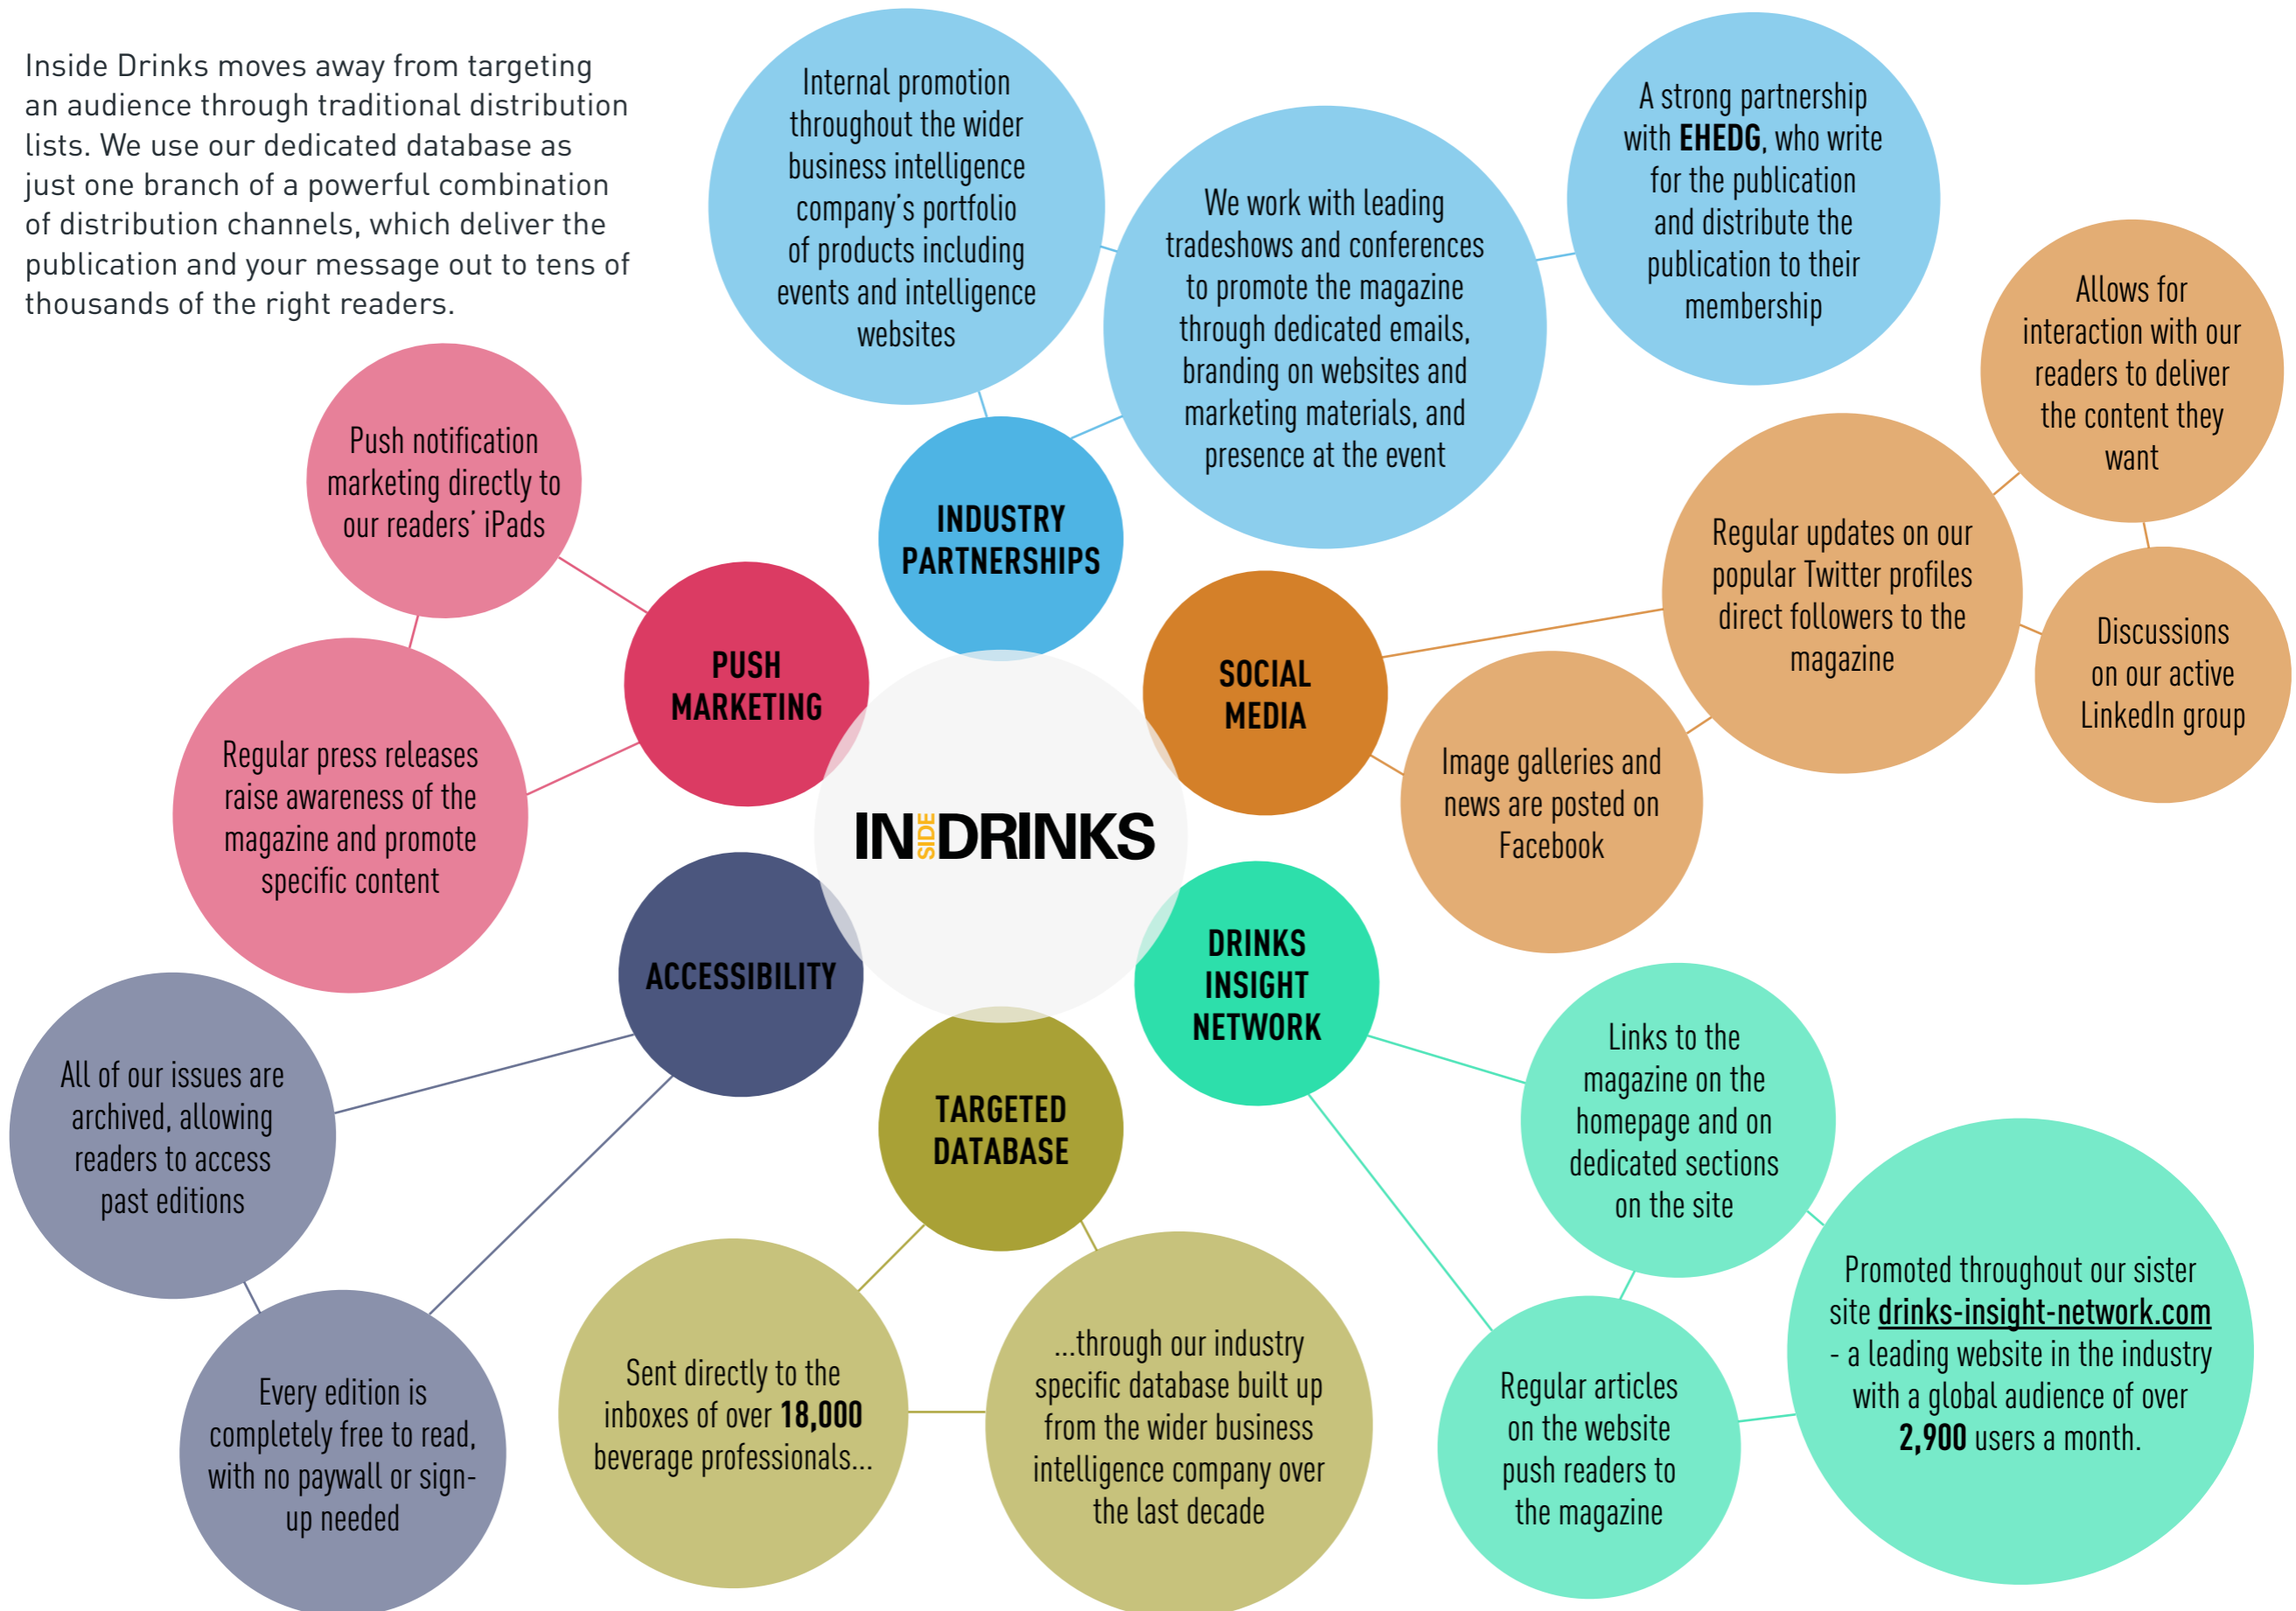 Inside Drinks moves away from targeting
an audience through traditional distribution
lists. We use our dedicated database as
just one branch of a powerful combination
of distribution channels, which deliver the
publication and your message out to tens of
thousands of the right readers.
Internal promotion
throughout the wider
business intelligence
company's portfolio
of products including
events and intelligence
websites
We work with leading
tradeshows and conferences
to promote the magazine
through dedicated emails,
branding on websites and
marketing materials, and
presence at the event
A strong partnership
with EHEDG, who write
for the publication
and distribute the
publication to their
membership
Allows for
interaction with our
readers to deliver
the content they
want
Push notification
marketing directly to
our readers' iPads
INDUSTRY
PARTNERSHIPS
Regular updates on our
popular Twitter profiles
direct followers to the
magazine
Discussions
on our active
LinkedIn group
PUSH
MARKETING
SOCIAL
MEDIA
Regular press releases
raise awareness of the
magazine and promote
specific content
Image galleries and
news are posted on
Facebook
INSIDEDRINKS
ACCESSIBILITY
DRINKS
INSIGHT
NETWORK
All of our issues are
archived, allowing
readers to access
past editions
TARGETED
DATABASE
Links to the
magazine on the
homepage and on
dedicated sections
on the site
Promoted throughout our sister
site drinks-insight-network.com
- a leading website in the industry
with a global audience of over
2,900 users a month.
Every edition is
completely free to read,
with no paywall or sign-
up needed
Sent directly to the
inboxes of over 18,000
beverage professionals...
...through our industry
specific database built up
from the wider business
intelligence company over
the last decade
Regular articles
on the website
push readers to
the magazine